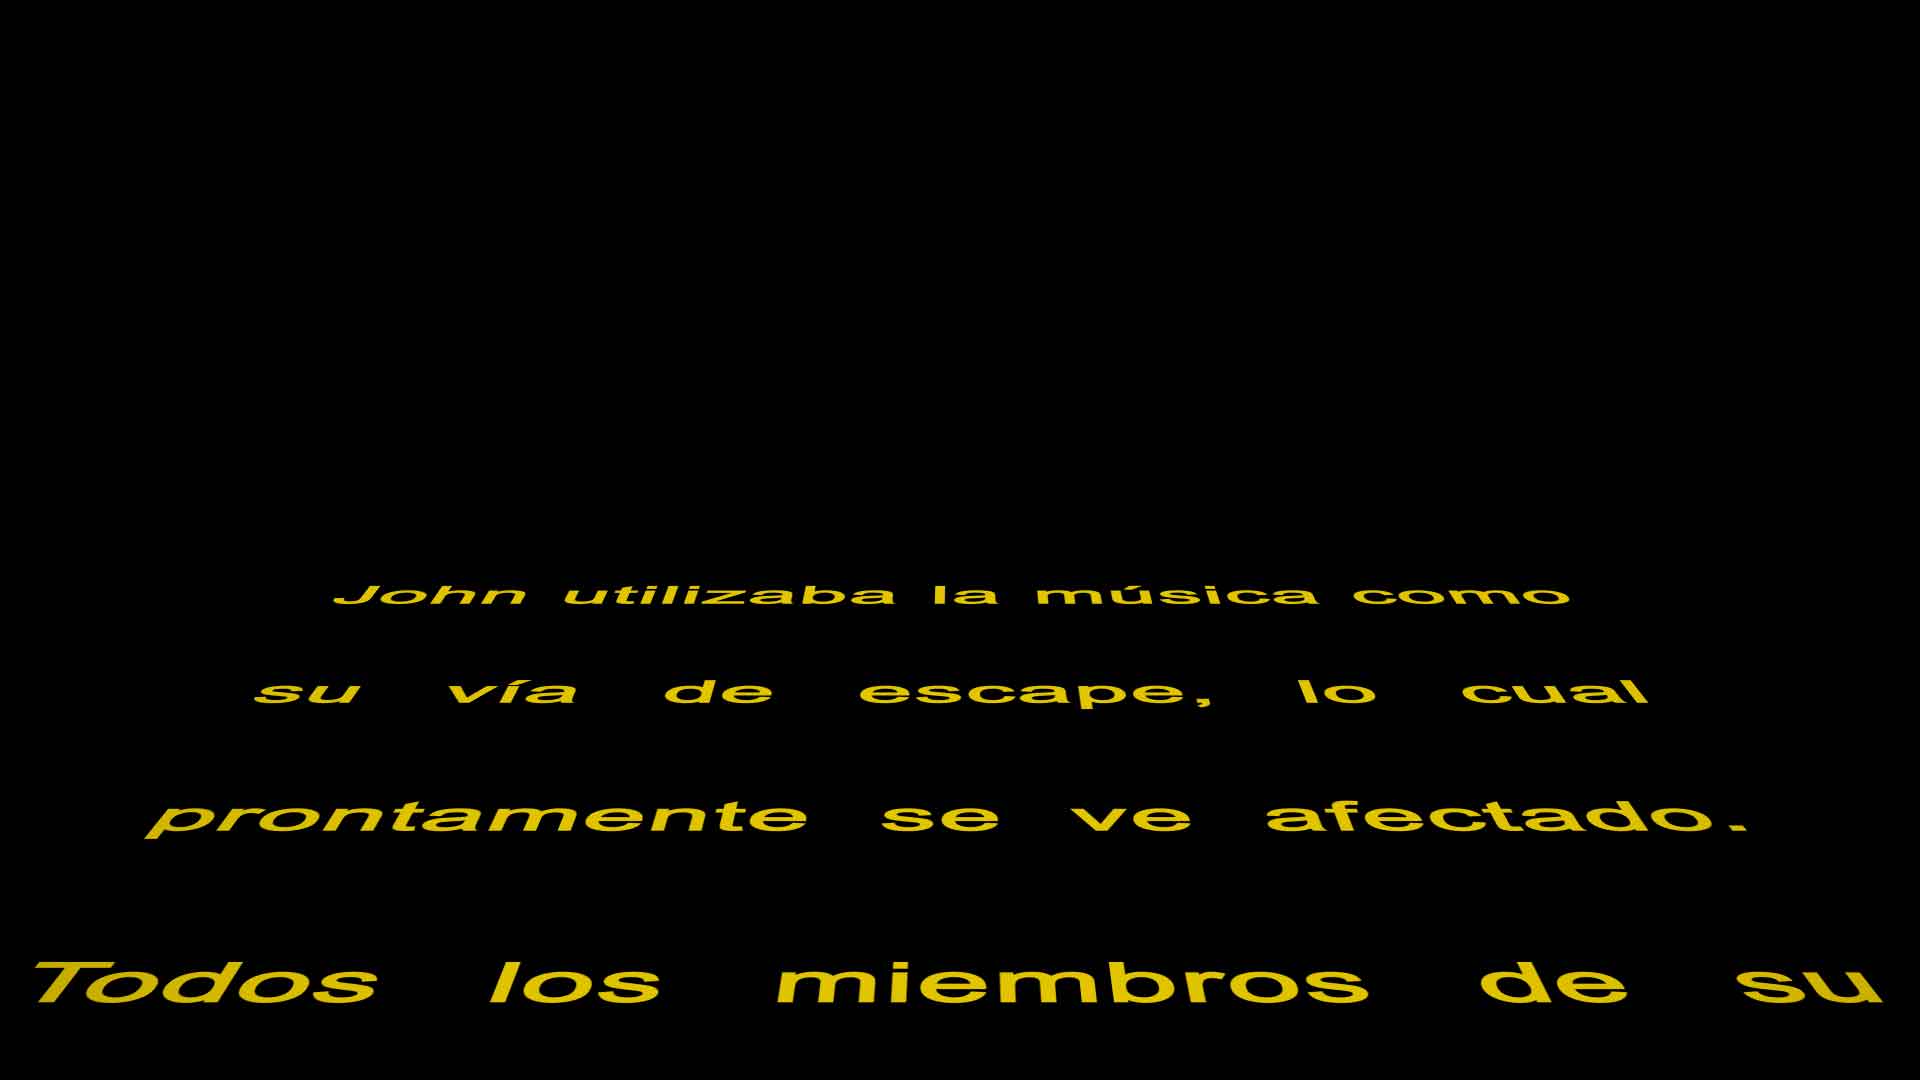 John utilizaba la música como
su vía de escape, lo cual
prontamente se ve afectado.
Todos los miembros de su